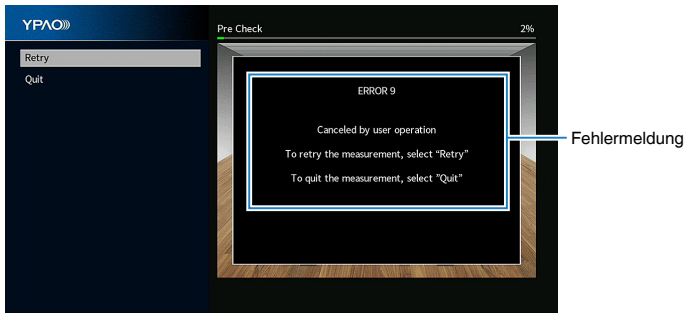 YPAO
Pre Check 2%
Retry
Quit
ERROR 9
Canceled by user operation
To retry the measurement, select “Retry”
To quit the measurement, select ”Quit”
Fehlermeldung